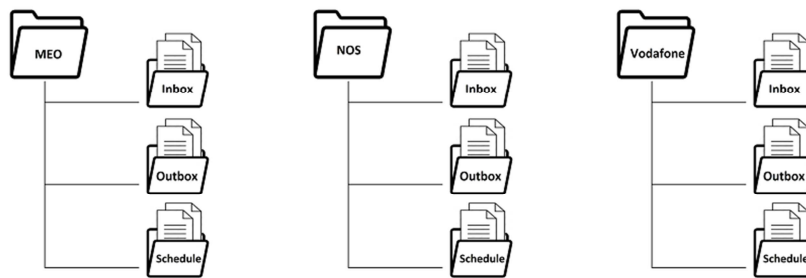 MEO
Inbox
Outbox
Schedule
NOS
Inbox
Outbox
Schedule
Vodafone
Inbox
Outbox
Schedule